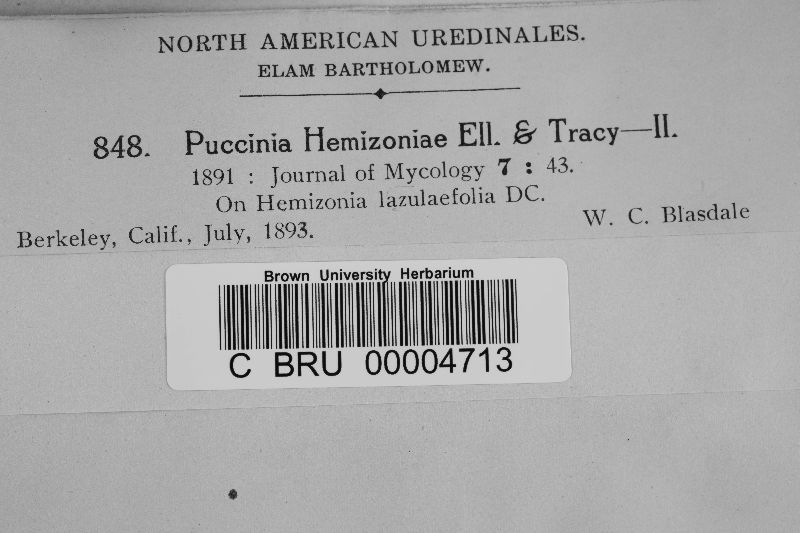 NORTH AMERICAN UREDINALES.
ELAM BARTHOLOMEW.
848. Puccinia Hemizoniae Ell. & Tracy—II.
1891 : Journal of Mycology 7 : 43.
On Hemizonia lazulaefolia DC.
Berkeley, Calif., July, 1893. W. C. Blasdale
Brown University Herbarium
C BRU 00004713